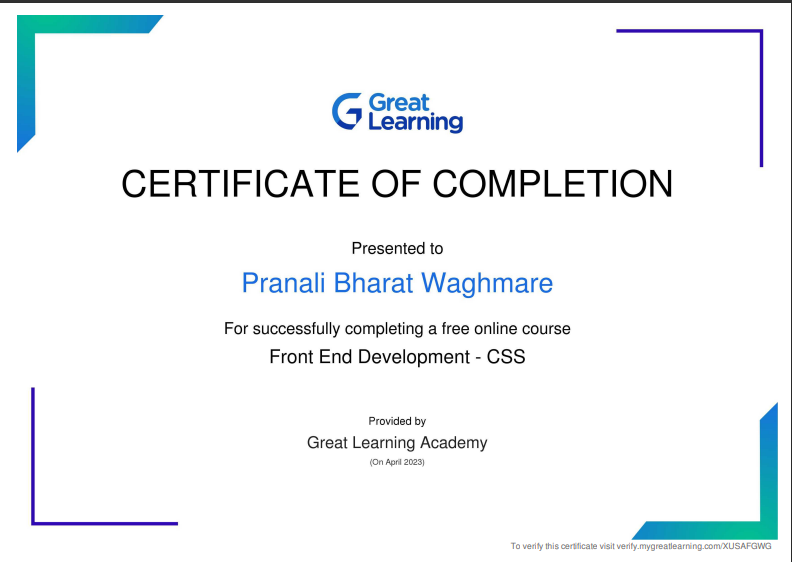 Great
Learning
CERTIFICATE OF COMPLETION
Presented to
Pranali Bharat Waghmare
For successfully completing a free online course
Front End Development - CSS
Provided by
Great Learning Academy
(On April 2023)
To verify this certificate visit verify.mygreatlearning.com/XUSAFGWG